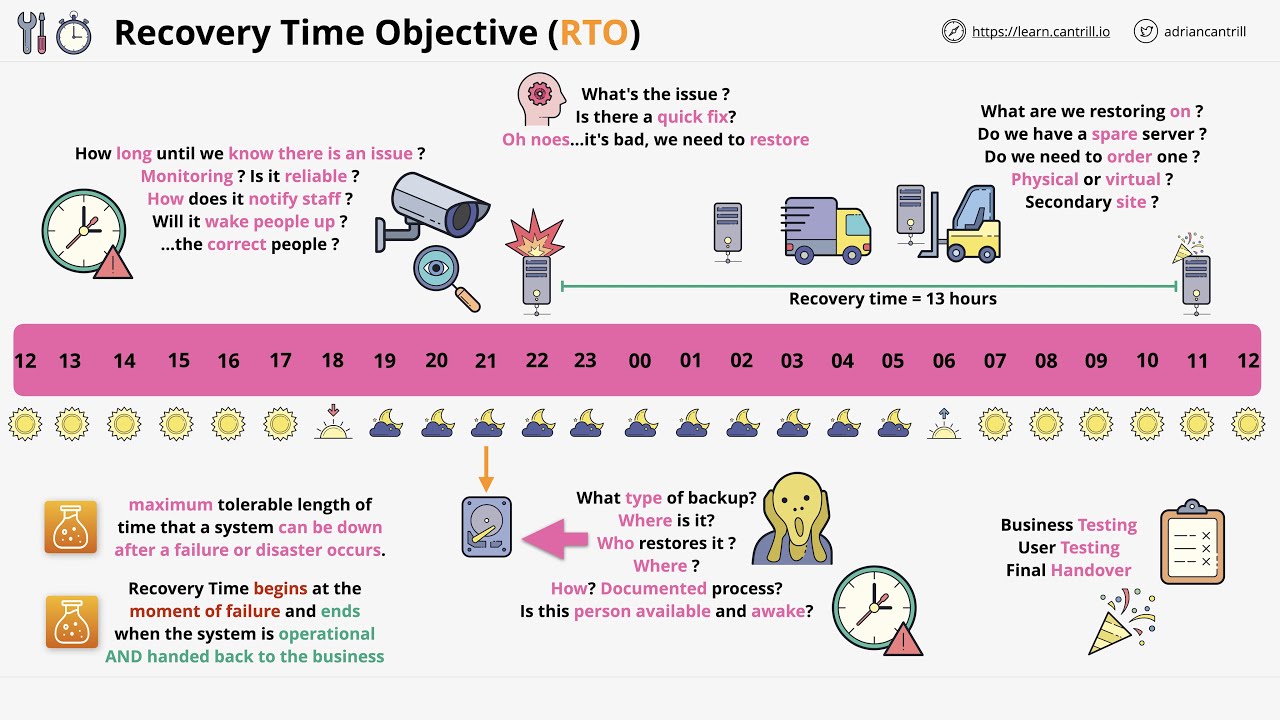 Recovery Time Objective (RTO)
https://learn.cantrill.io
adriancantrill
What's the issue ?
Is there a quick fix?
Oh noes...it's bad, we need to restore
What are we restoring on ?
Do we have a spare server ?
Do we need to order one ?
Physical or virtual ?
Secondary site ?
How long until we know there is an issue ?
Monitoring ? Is it reliable ?
How does it notify staff ?
Will it wake people up ?
...the correct people ?
Recovery time = 13 hours
12 13 14 15 16 17 18 19 20 21 22 23 00 01 02 03 04 05 06 07 08 09 10 11 12
maximum tolerable length of
time that a system can be down
after a failure or disaster occurs.
Recovery Time begins at the
moment of failure and ends
when the system is operational
AND handed back to the business
What type of backup?
Where is it?
Who restores it ?
Where ?
How? Documented process?
Is this person available and awake?
Business Testing
User Testing
Final Handover